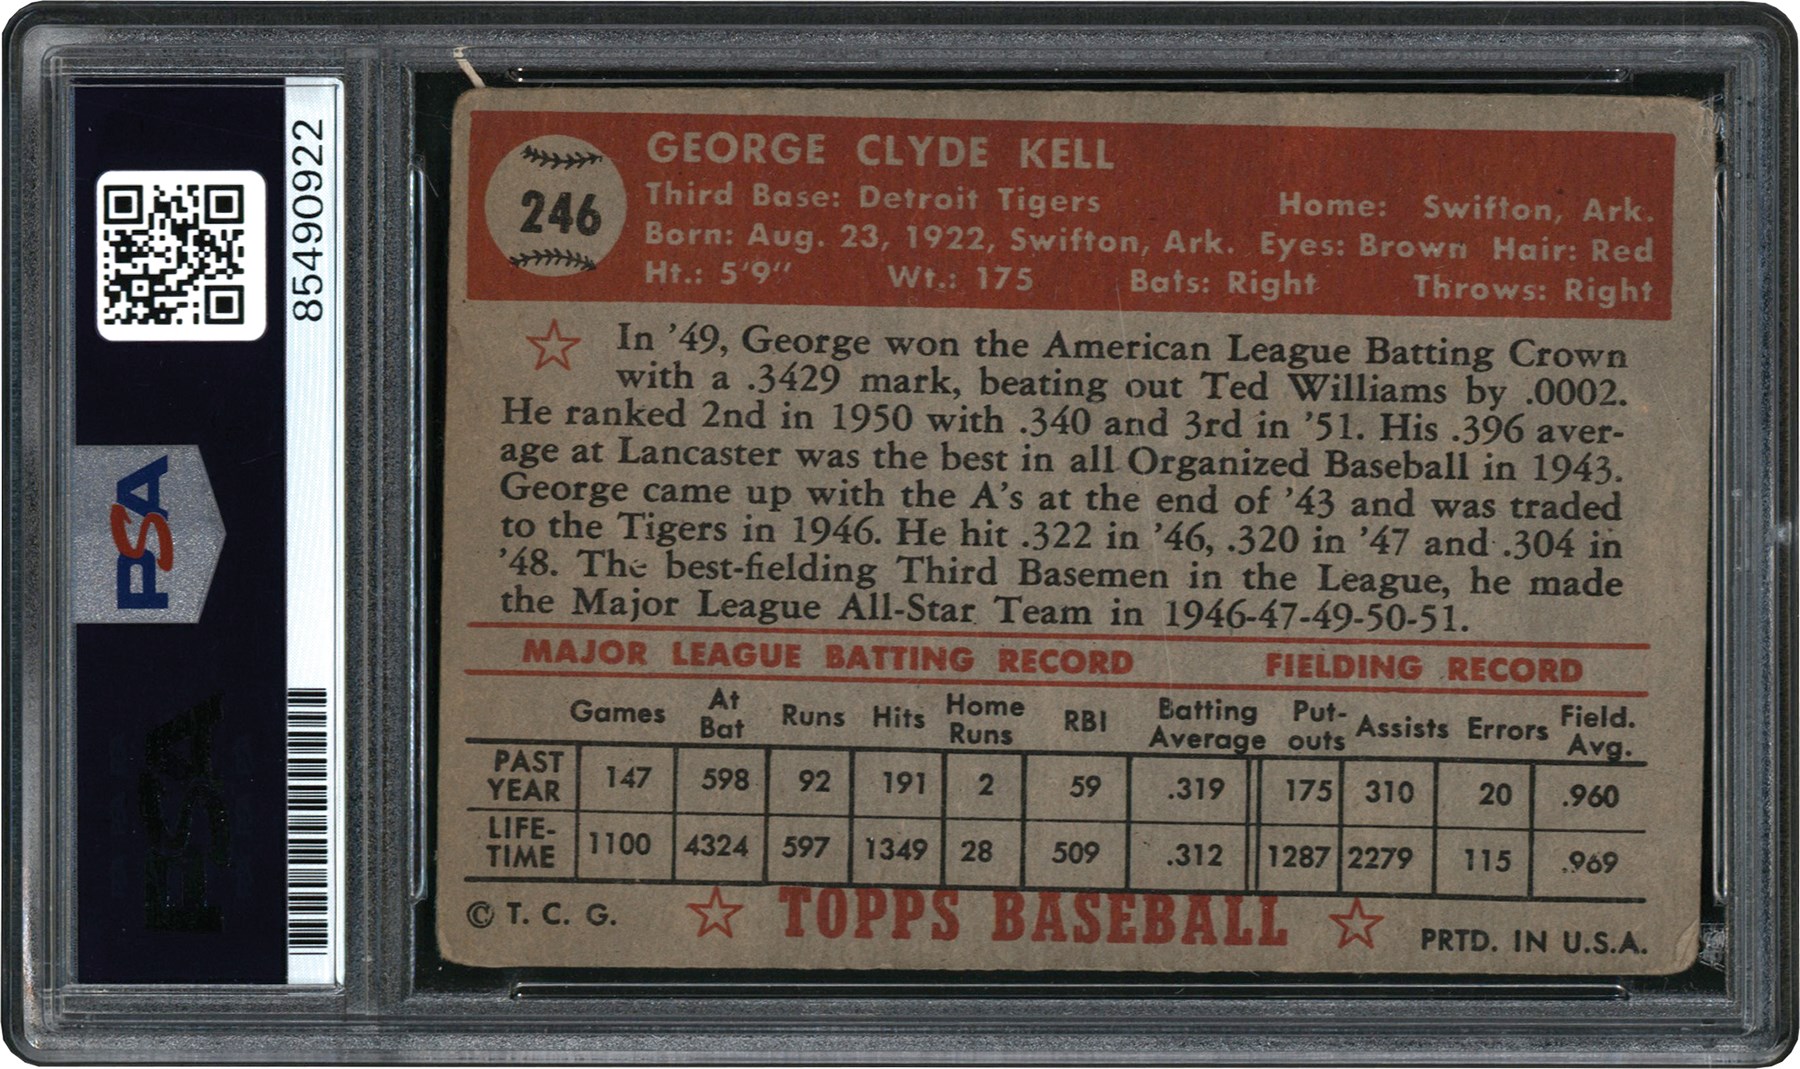 85490922
PSA
PSA
246
GEORGE CLYDE KELL
Third Base: Detroit Tigers Home: Swifton, Ark.
Born: Aug. 23, 1922, Swifton, Ark. Eyes: Brown Hair: Red
Ht.: 5'9" Wt.: 175 Bats: Right Throws: Right
In '49, George won the American League Batting Crown
with a .3429 mark, beating out Ted Williams by .0002.
He ranked 2nd in 1950 with .340 and 3rd in '51. His .396 aver-
age at Lancaster was the best in all Organized Baseball in 1943.
George came up with the A's at the end of '43 and was traded
to the Tigers in 1946. He hit .322 in '46, .320 in '47 and .304 in
'48. The best-fielding Third Basemen in the League, he made
the Major League All-Star Team in 1946-47-49-50-51.
MAJOR LEAGUE BATTING RECORD FIELDING RECORD
Games At Bat Runs Hits Home Runs RBI Batting Average Put-outs Assists Errors Field. Avg.
PAST YEAR 147 598 92 191 2 59 .319 175 310 20 .960
LIFE-TIME 1100 4324 597 1349 28 509 .312 1287 2279 115 .969
© T. C. G. TOPPS BASEBALL PRTD. IN U.S.A.